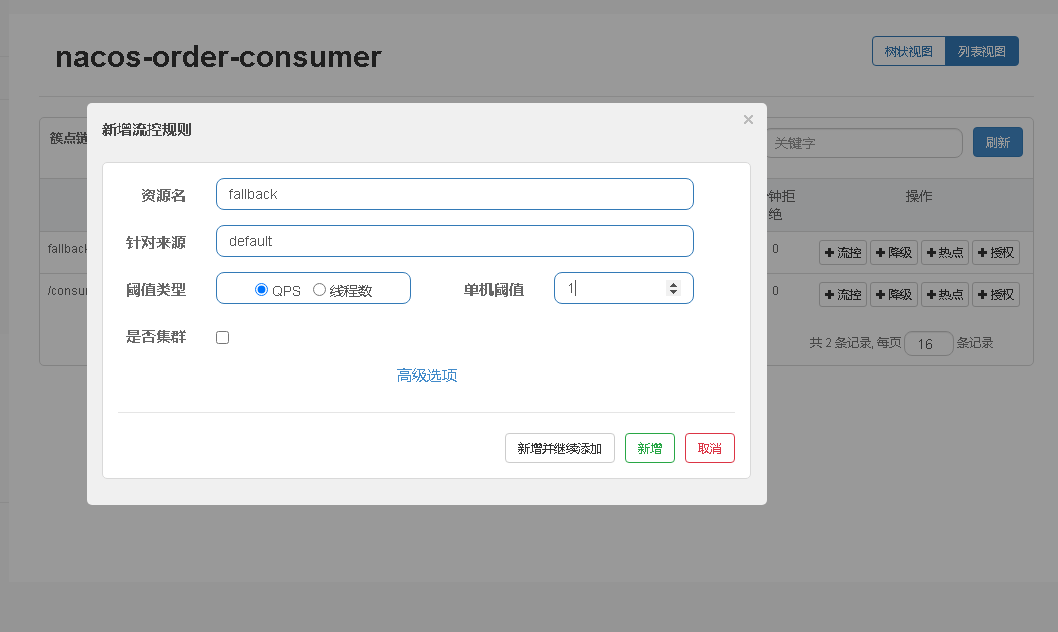 nacos-order-consumer
树状视图 列表视图
新增流控规则 ×
簇点链
关键字 刷新
资源名 fallback
针对来源 default
钟拒
绝
操作
阈值类型 QPS 线程数 单机阈值 1
fallback 0 流控 降级 热点 授权
/consu 0 流控 降级 热点 授权
是否集群
共 2 条记录, 每页 16 条记录
高级选项
新增并继续添加 新增 取消